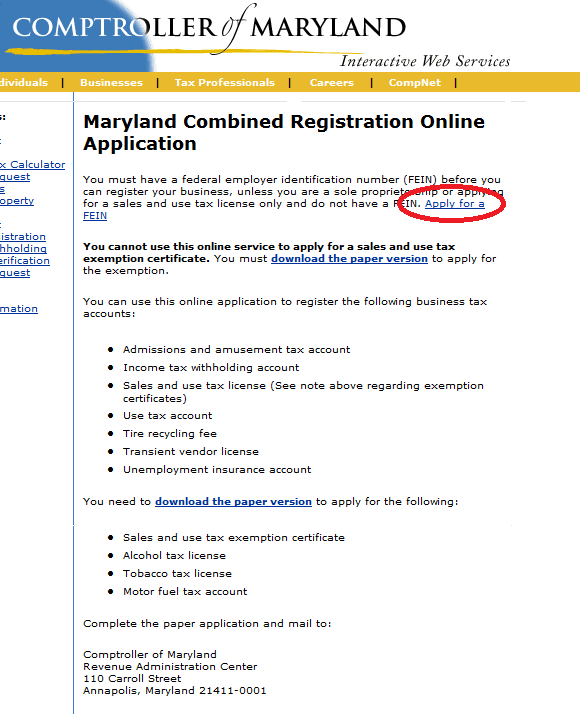 COMPTROLLER of MARYLAND
Interactive Web Services
dividuals | Businesses | Tax Professionals | Careers | CompNet |
s:
x Calculator
quest
s
operty
istration
hholding
erification
quest
mation
Maryland Combined Registration Online
Application
You must have a federal employer identification number (FEIN) before you
can register your business, unless you are a sole proprietorship or applying
for a sales and use tax license only and do not have a FEIN. Apply for a
FEIN
You cannot use this online service to apply for a sales and use tax
exemption certificate. You must download the paper version to apply for
the exemption.
You can use this online application to register the following business tax
accounts:
• Admissions and amusement tax account
• Income tax withholding account
• Sales and use tax license (See note above regarding exemption
certificates)
• Use tax account
• Tire recycling fee
• Transient vendor license
• Unemployment insurance account
You need to download the paper version to apply for the following:
• Sales and use tax exemption certificate
• Alcohol tax license
• Tobacco tax license
• Motor fuel tax account
Complete the paper application and mail to:
Comptroller of Maryland
Revenue Administration Center
110 Carroll Street
Annapolis, Maryland 21411-0001